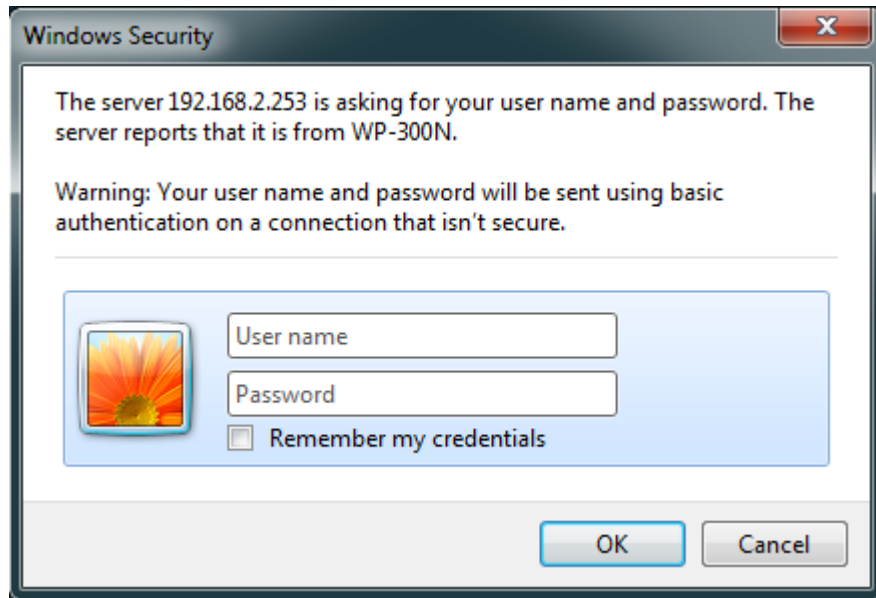 Windows Security
The server 192.168.2.253 is asking for your user name and password. The
server reports that it is from WP-300N.
Warning: Your user name and password will be sent using basic
authentication on a connection that isn't secure.
User name
Password
Remember my credentials
OK
Cancel